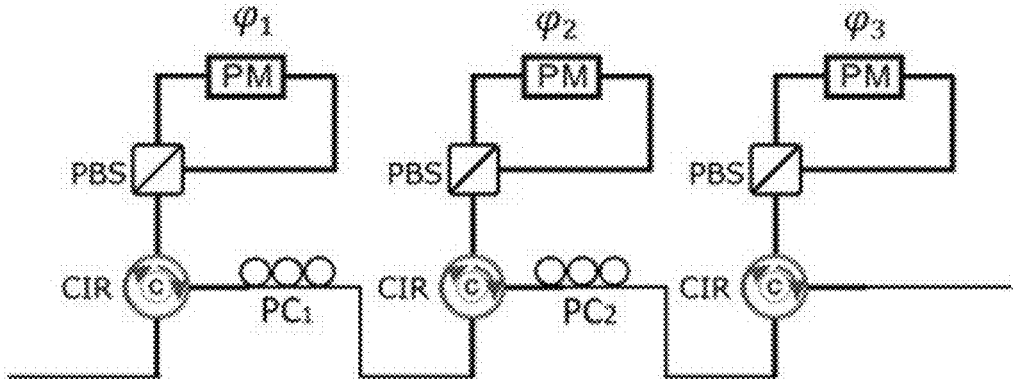 φ1 φ2 φ3
PM PM PM
PBS PBS PBS
CIR C CIR C CIR C
PC1 PC2